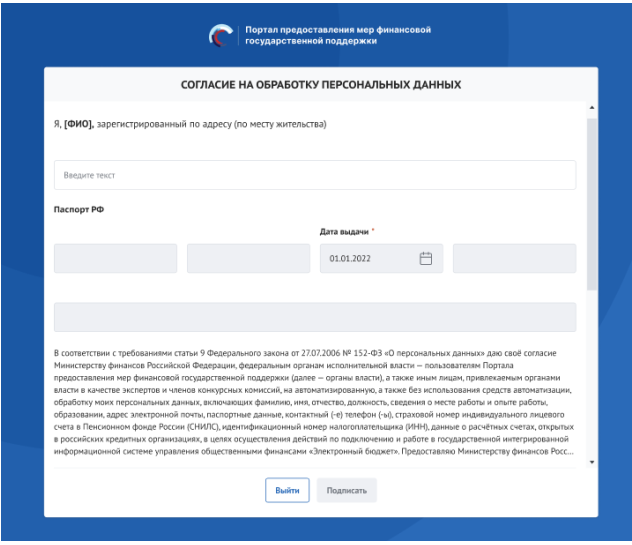 Портал предоставления мер финансовой
государственной поддержки
СОГЛАСИЕ НА ОБРАБОТКУ ПЕРСОНАЛЬНЫХ ДАННЫХ
Я, [ФИО], зарегистрированный по адресу (по месту жительства)
Введите текст
Паспорт РФ
Дата выдачи *
01.01.2022
В соответствии с требованиями статьи 9 Федерального закона от 27.07.2006 № 152-ФЗ «О персональных данных» даю своё согласие
Министерству финансов Российской Федерации, федеральным органам исполнительной власти — пользователям Портала
предоставления мер финансовой государственной поддержки (далее — органы власти), а также иным лицам, привлекаемым органами
власти в качестве экспертов и членов конкурсных комиссий, на автоматизированную, а также без использования средств автоматизации,
обработку моих персональных данных, включающих фамилию, имя, отчество, должность, сведения о месте работы и опыте работы,
образовании, адрес электронной почты, паспортные данные, контактный (-е) телефон (-ы), страховой номер индивидуального лицевого
счета в Пенсионном фонде России (СНИЛС), идентификационный номер налогоплательщика (ИНН), данные о расчётных счетах, открытых
в российских кредитных организациях, в целях осуществления действий по подключению и работе в государственной интегрированной
информационной системе управления общественными финансами «Электронный бюджет». Предоставляю Министерству финансов Росс...
Выйти
Подписать